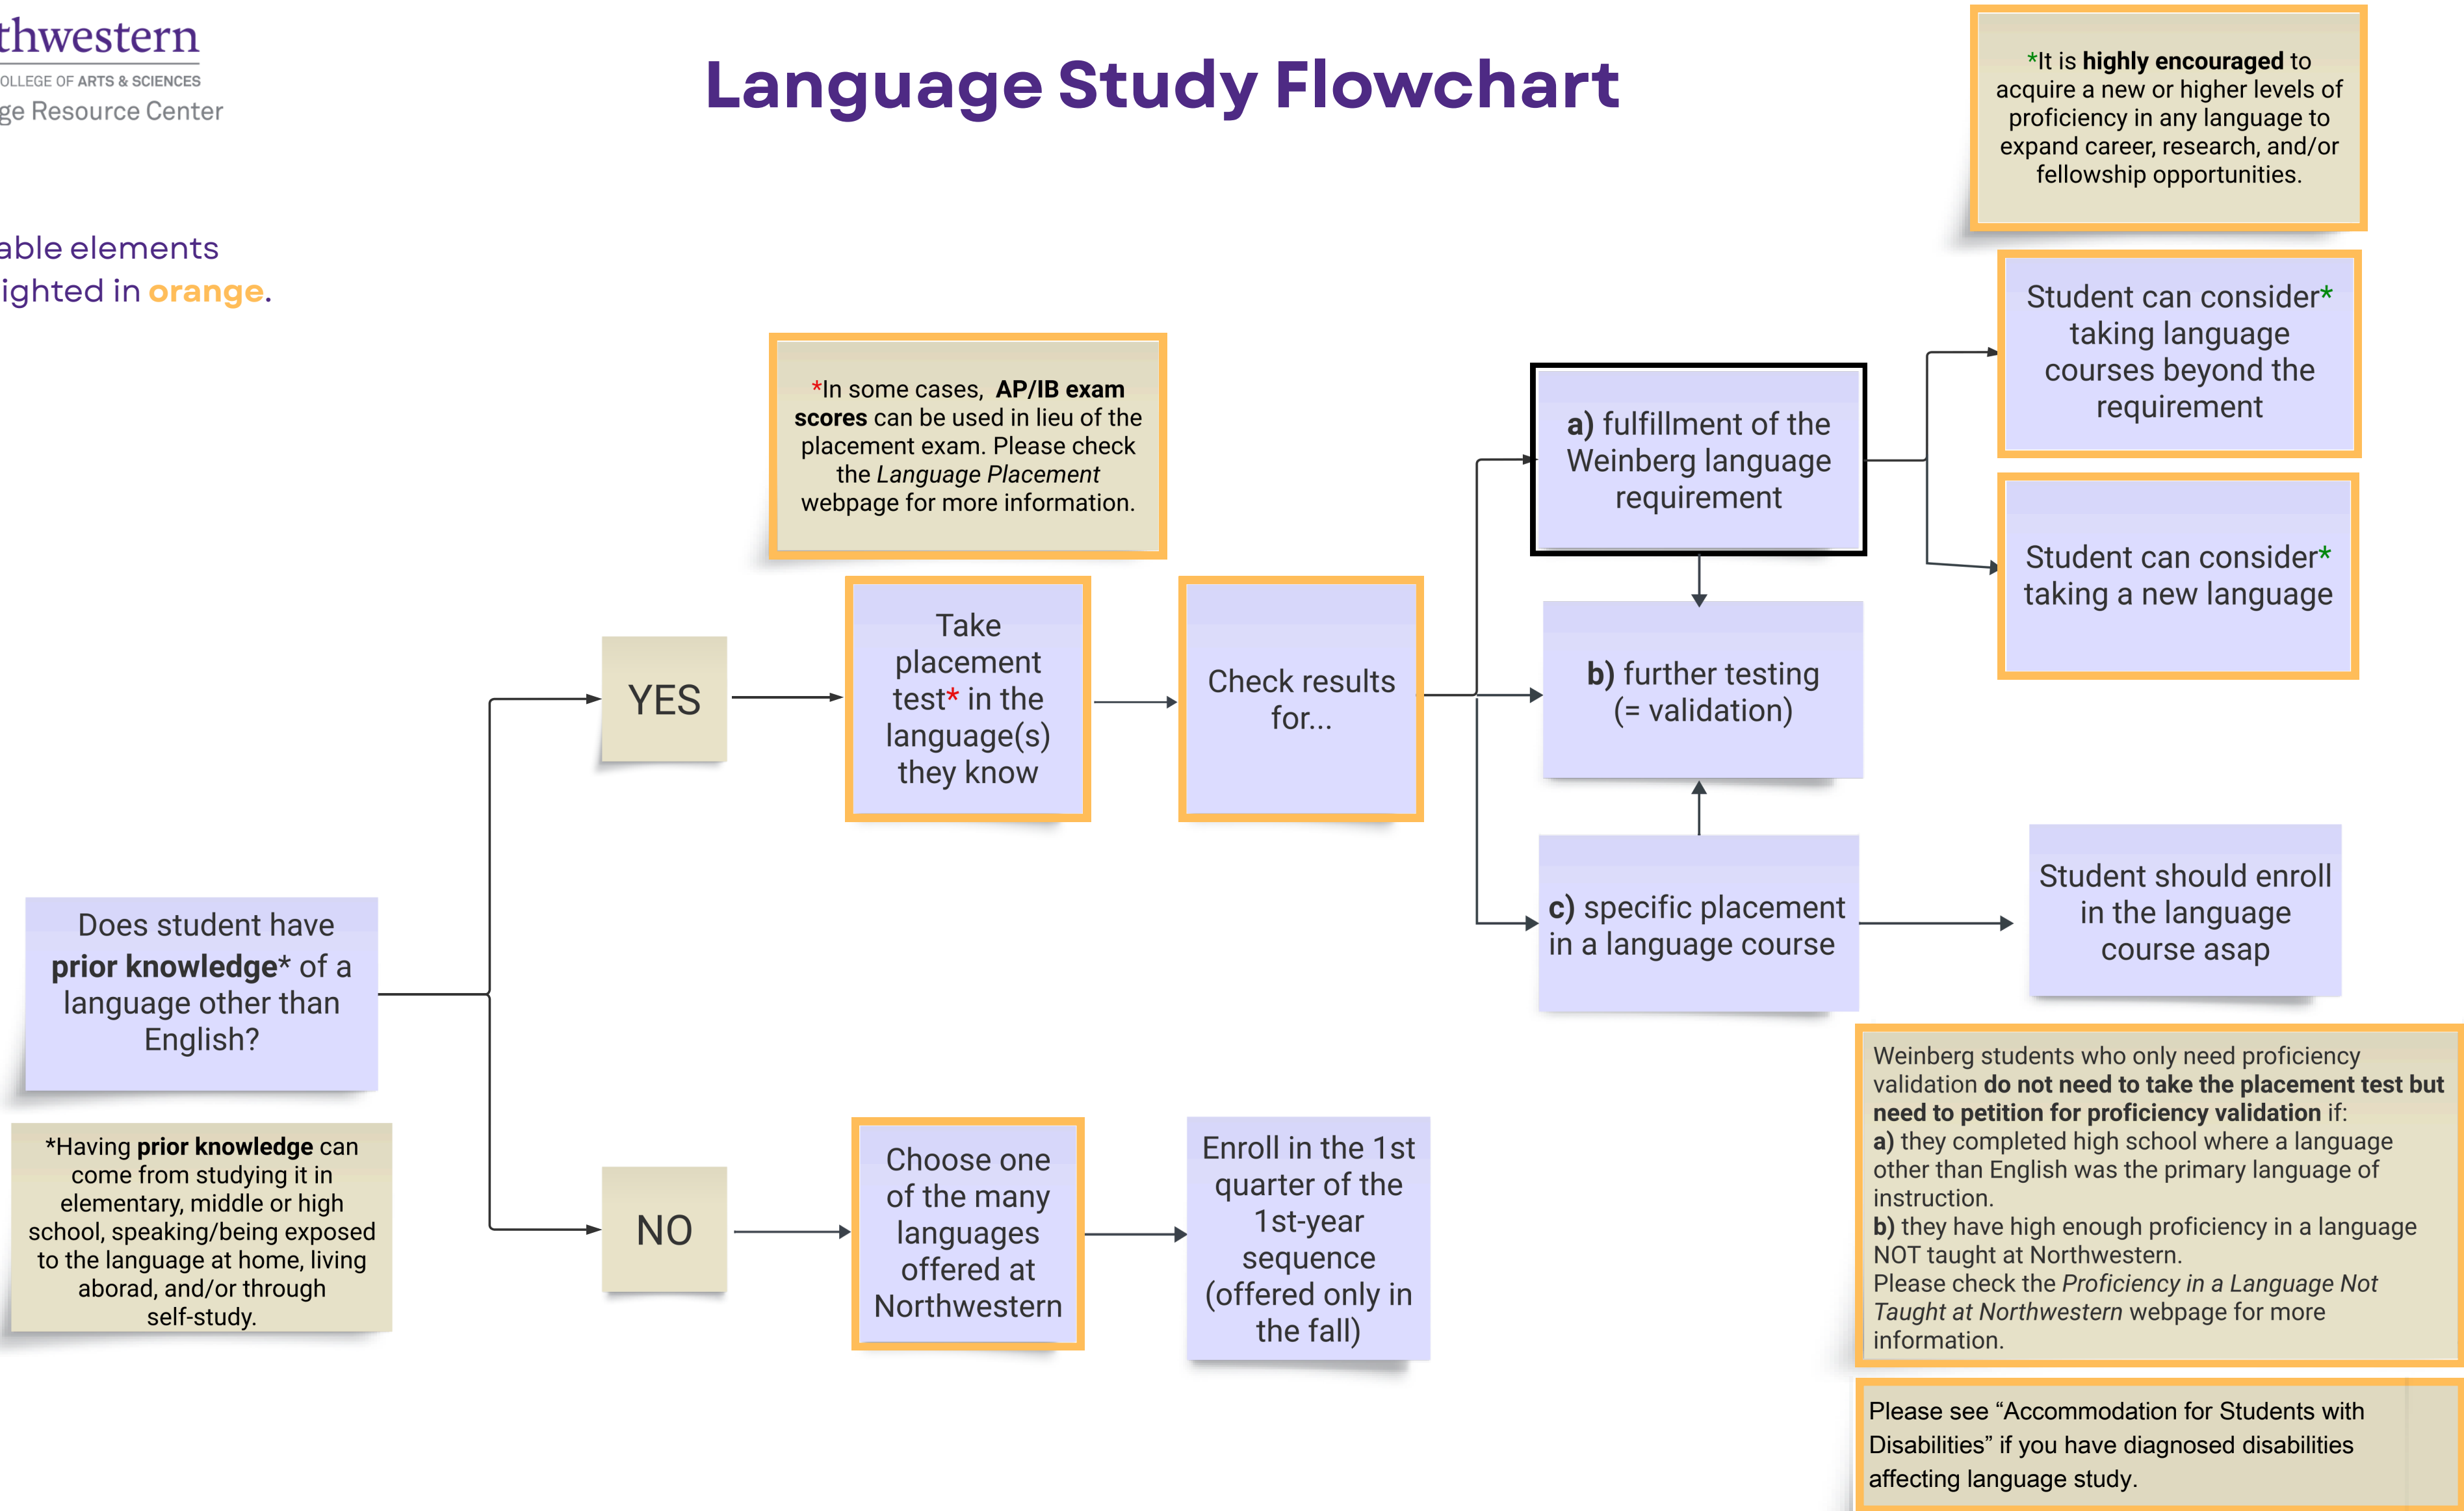 thwestern
OLLEGE OF ARTS & SCIENCES
ge Resource Center
Language Study Flowchart
able elements
ighted in orange.
*It is highly encouraged to
acquire a new or higher levels of
proficiency in any language to
expand career, research, and/or
fellowship opportunities.
Student can consider*
taking language
courses beyond the
requirement
Student can consider*
taking a new language
*In some cases, AP/IB exam
scores can be used in lieu of the
placement exam. Please check
the Language Placement
webpage for more information.
a) fulfillment of the
Weinberg language
requirement
YES
Take
placement
test* in the
language(s)
they know
Check results
for...
b) further testing
(= validation)
c) specific placement
in a language course
Student should enroll
in the language
course asap
Does student have
prior knowledge* of a
language other than
English?
*Having prior knowledge can
come from studying it in
elementary, middle or high
school, speaking/being exposed
to the language at home, living
aborad, and/or through
self-study.
NO
Choose one
of the many
languages
offered at
Northwestern
Enroll in the 1st
quarter of the
1st-year
sequence
(offered only in
the fall)
Weinberg students who only need proficiency
validation do not need to take the placement test but
need to petition for proficiency validation if:
a) they completed high school where a language
other than English was the primary language of
instruction.
b) they have high enough proficiency in a language
NOT taught at Northwestern.
Please check the Proficiency in a Language Not
Taught at Northwestern webpage for more
information.
Please see “Accommodation for Students with
Disabilities” if you have diagnosed disabilities
affecting language study.